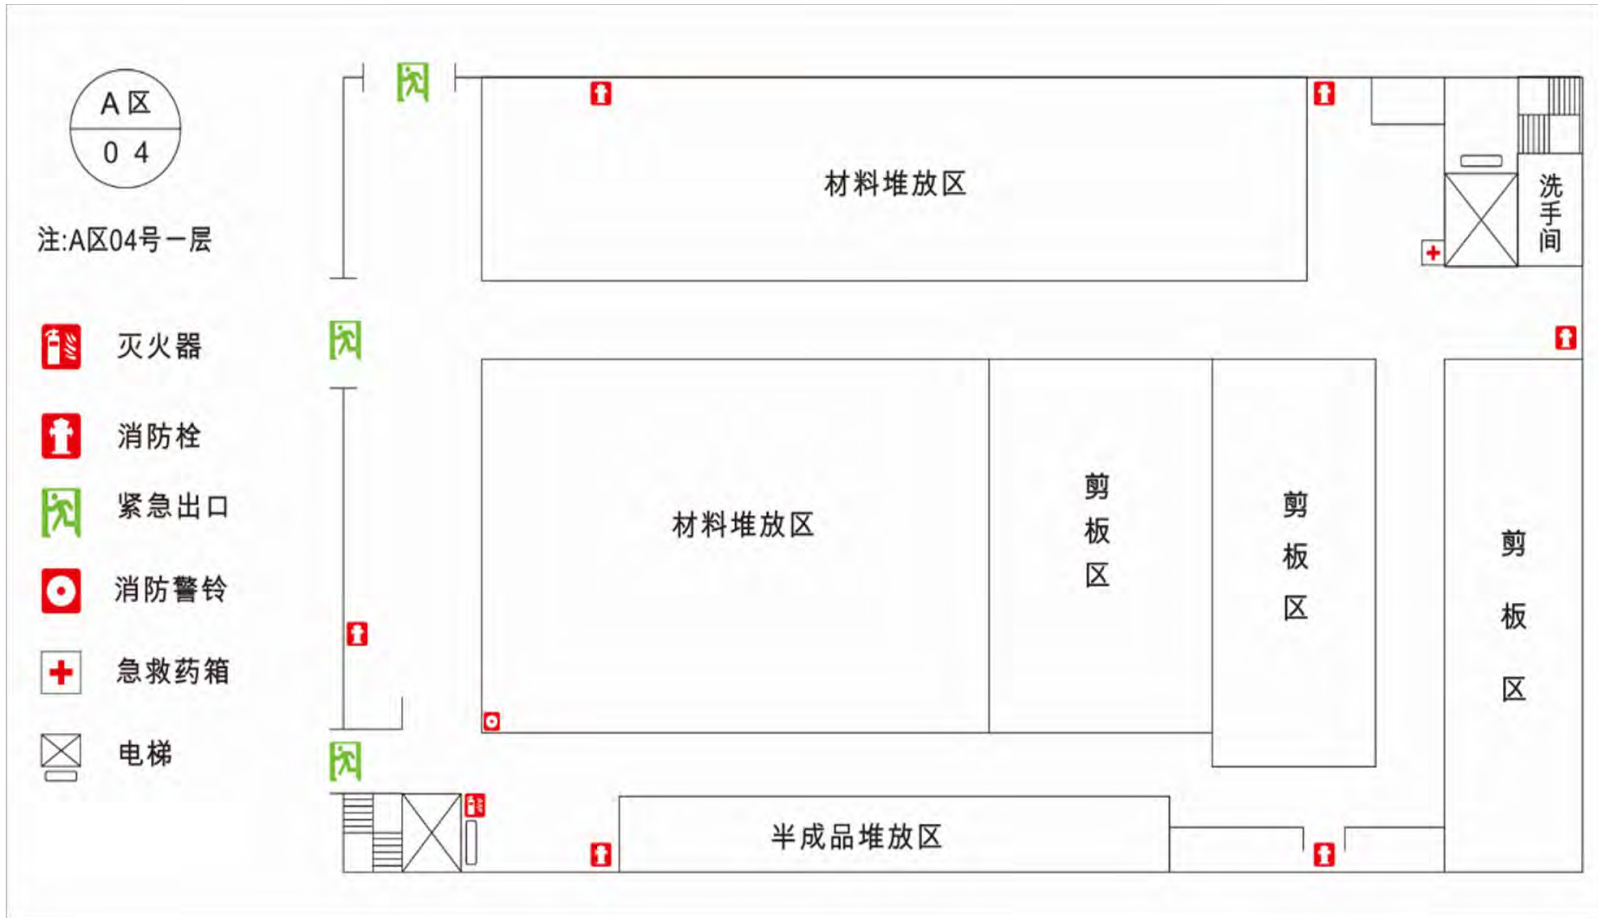 A区
04
注:A区04号一层
灭火器
消防栓
紧急出口
消防警铃
急救药箱
电梯
材料堆放区
洗手间
材料堆放区
剪板区
剪板区
剪板区
半成品堆放区